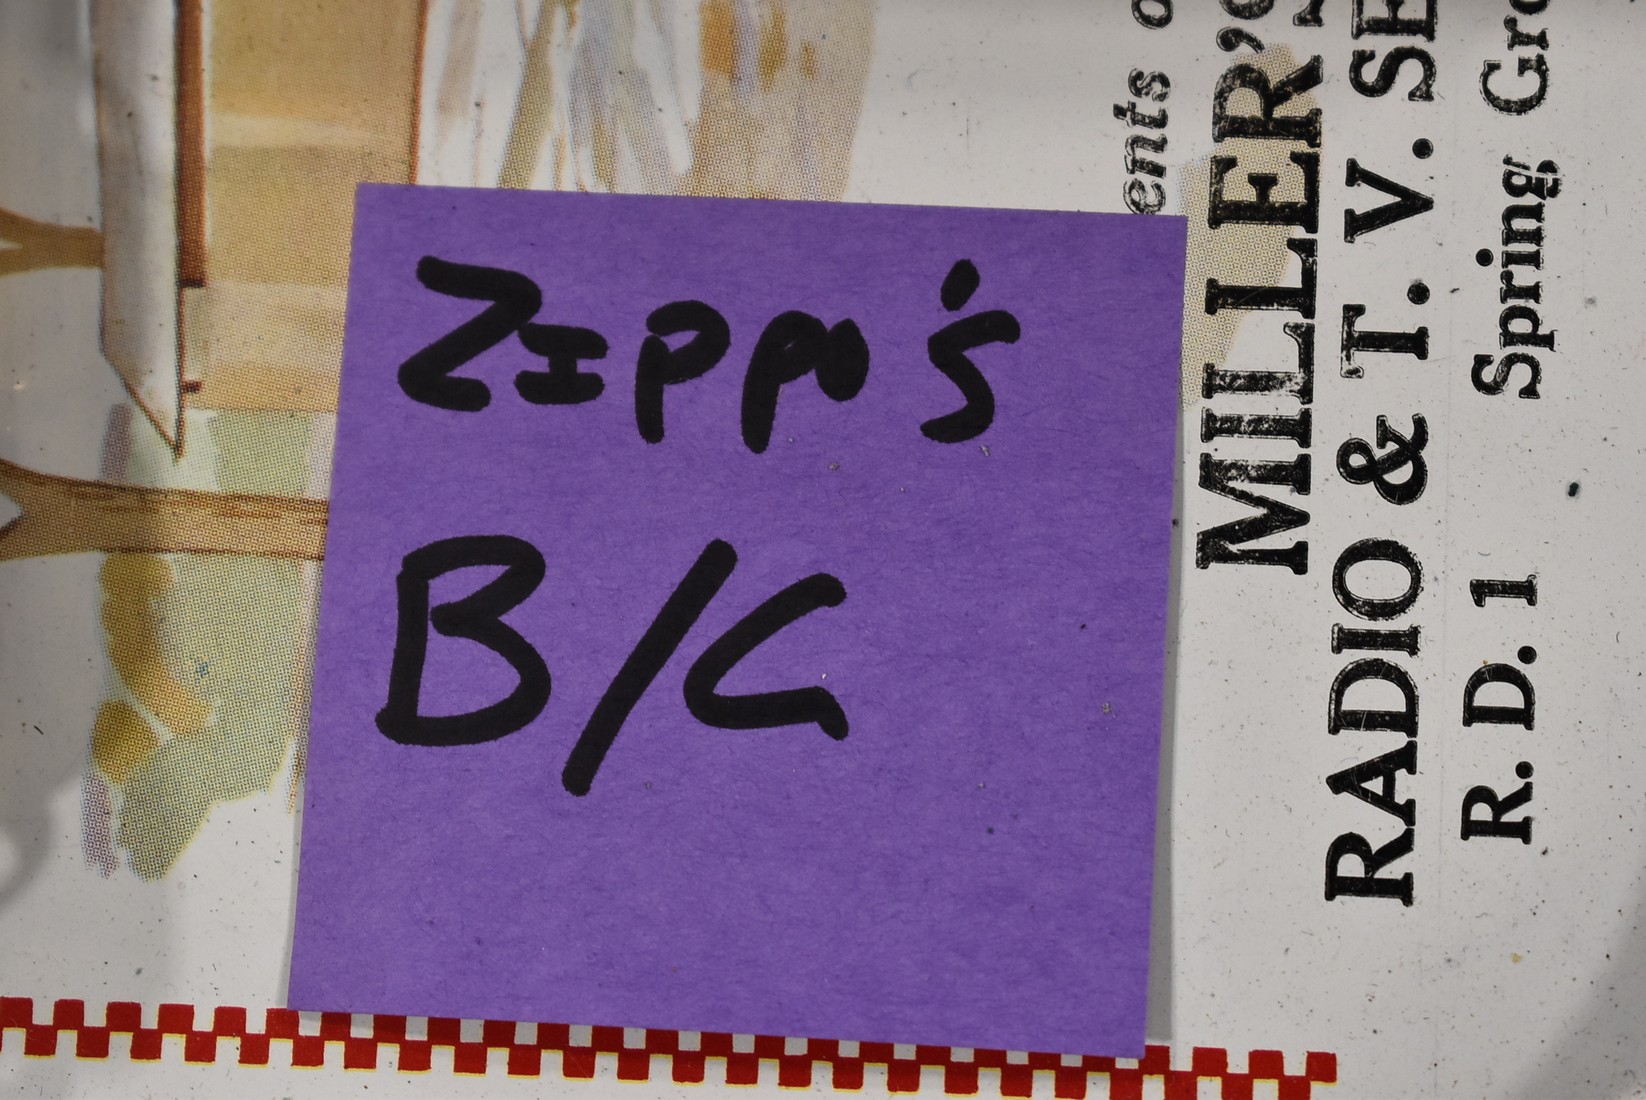 ZIppo's
B/G
ents o
MILLER'S
RADIO & T. V. SE
R. D. 1 Spring Gro